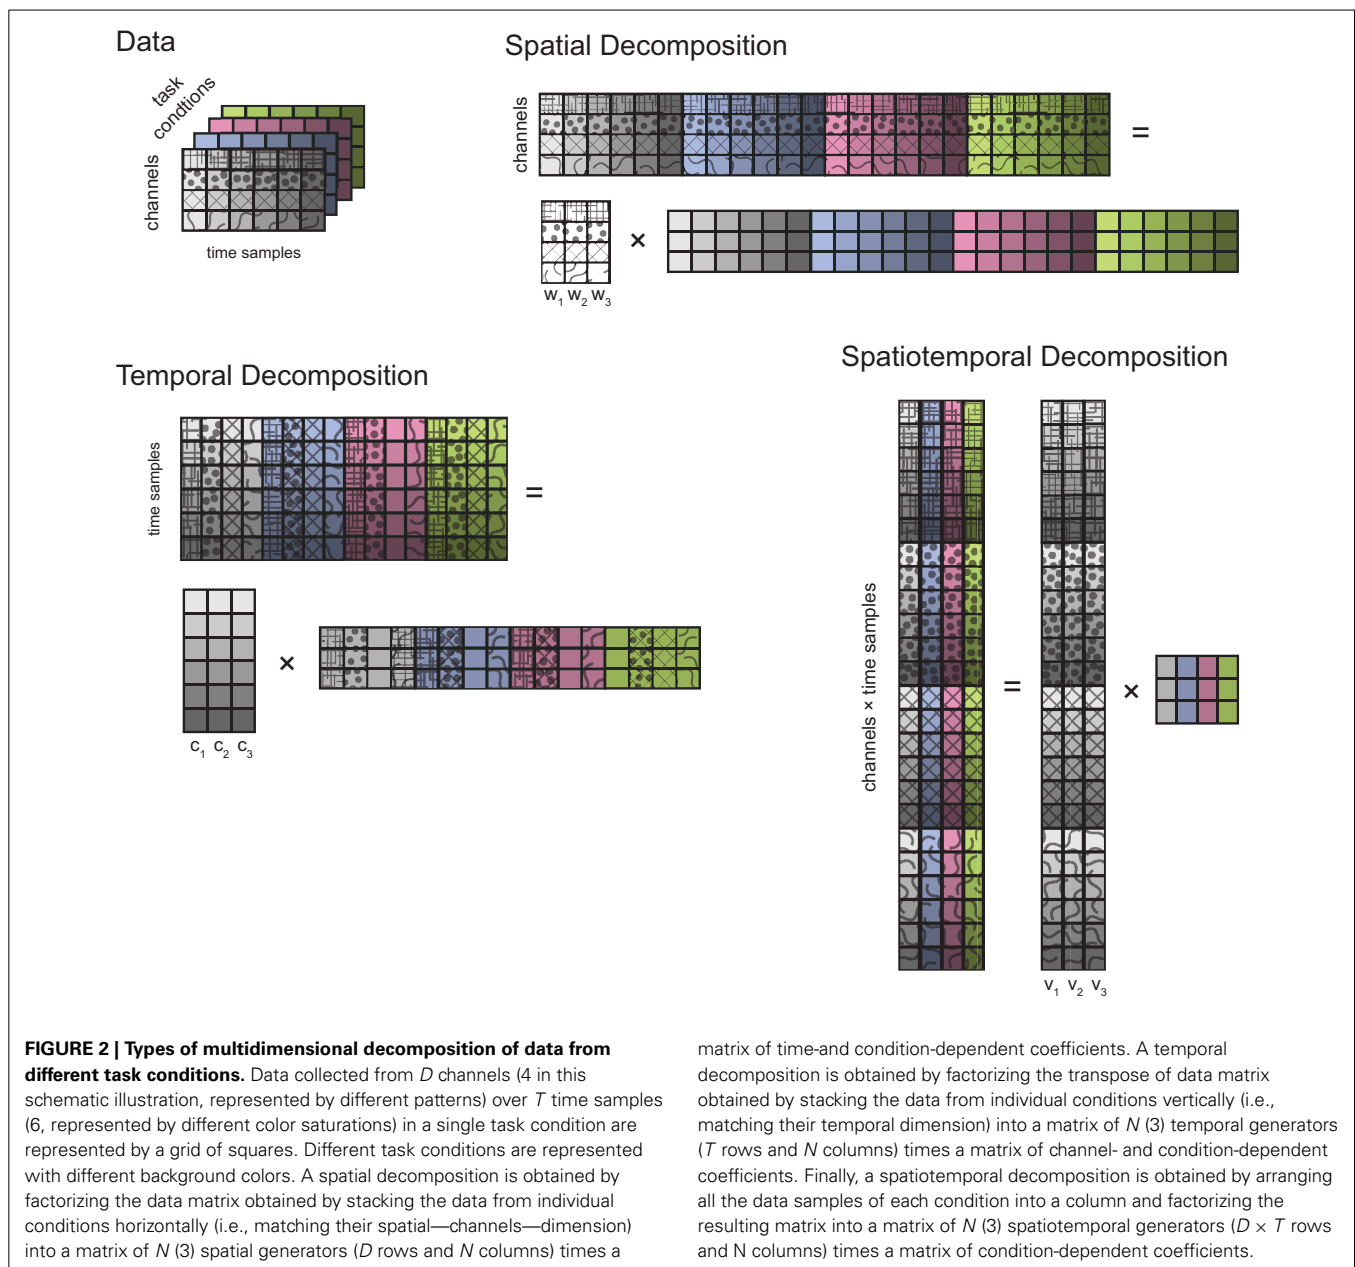 Data
task
condtions
channels
time samples
Spatial Decomposition
channels
=
×
w1 w2 w3
Temporal Decomposition
time samples
=
×
c1 c2 c3
Spatiotemporal Decomposition
channels × time samples
=
×
v1 v2 v3
FIGURE 2 | Types of multidimensional decomposition of data from
different task conditions. Data collected from D channels (4 in this
schematic illustration, represented by different patterns) over T time samples
(6, represented by different color saturations) in a single task condition are
represented by a grid of squares. Different task conditions are represented
with different background colors. A spatial decomposition is obtained by
factorizing the data matrix obtained by stacking the data from individual
conditions horizontally (i.e., matching their spatial—channels—dimension)
into a matrix of N (3) spatial generators (D rows and N columns) times a
matrix of time-and condition-dependent coefficients. A temporal
decomposition is obtained by factorizing the transpose of data matrix
obtained by stacking the data from individual conditions vertically (i.e.,
matching their temporal dimension) into a matrix of N (3) temporal generators
(T rows and N columns) times a matrix of channel- and condition-dependent
coefficients. Finally, a spatiotemporal decomposition is obtained by arranging
all the data samples of each condition into a column and factorizing the
resulting matrix into a matrix of N (3) spatiotemporal generators (D × T rows
and N columns) times a matrix of condition-dependent coefficients.